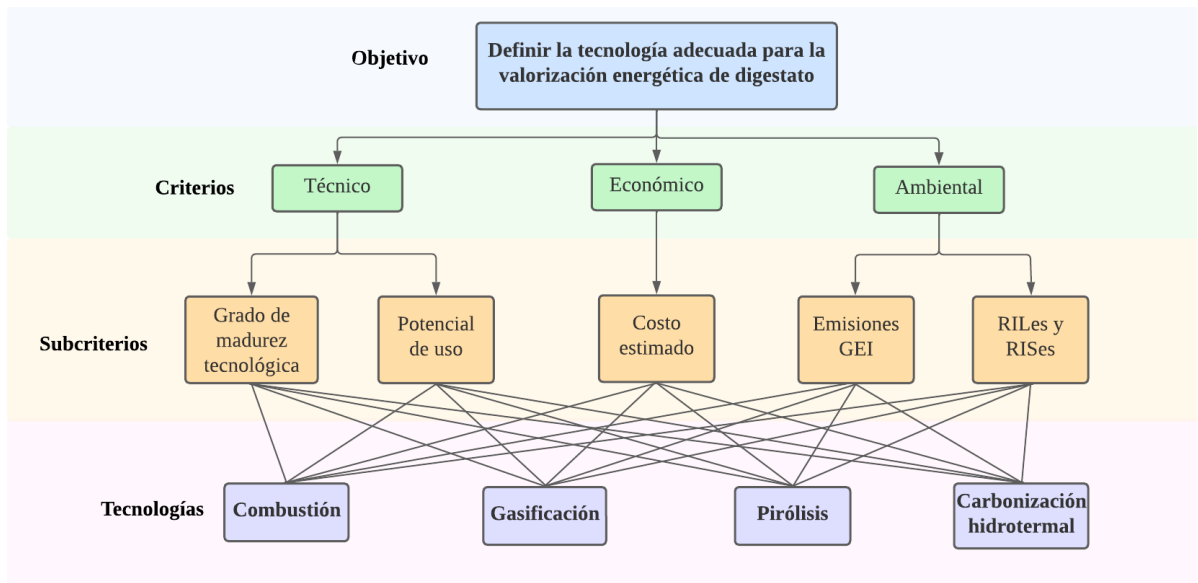 Objetivo
Definir la tecnología adecuada para la
valorización energética de digestato
Criterios
Técnico
Económico
Ambiental
Subcriterios
Grado de
madurez
tecnológica
Potencial
de uso
Costo
estimado
Emisiones
GEI
RILes y
RISes
Tecnologías
Combustión
Gasificación
Pirólisis
Carbonización
hidrotermal